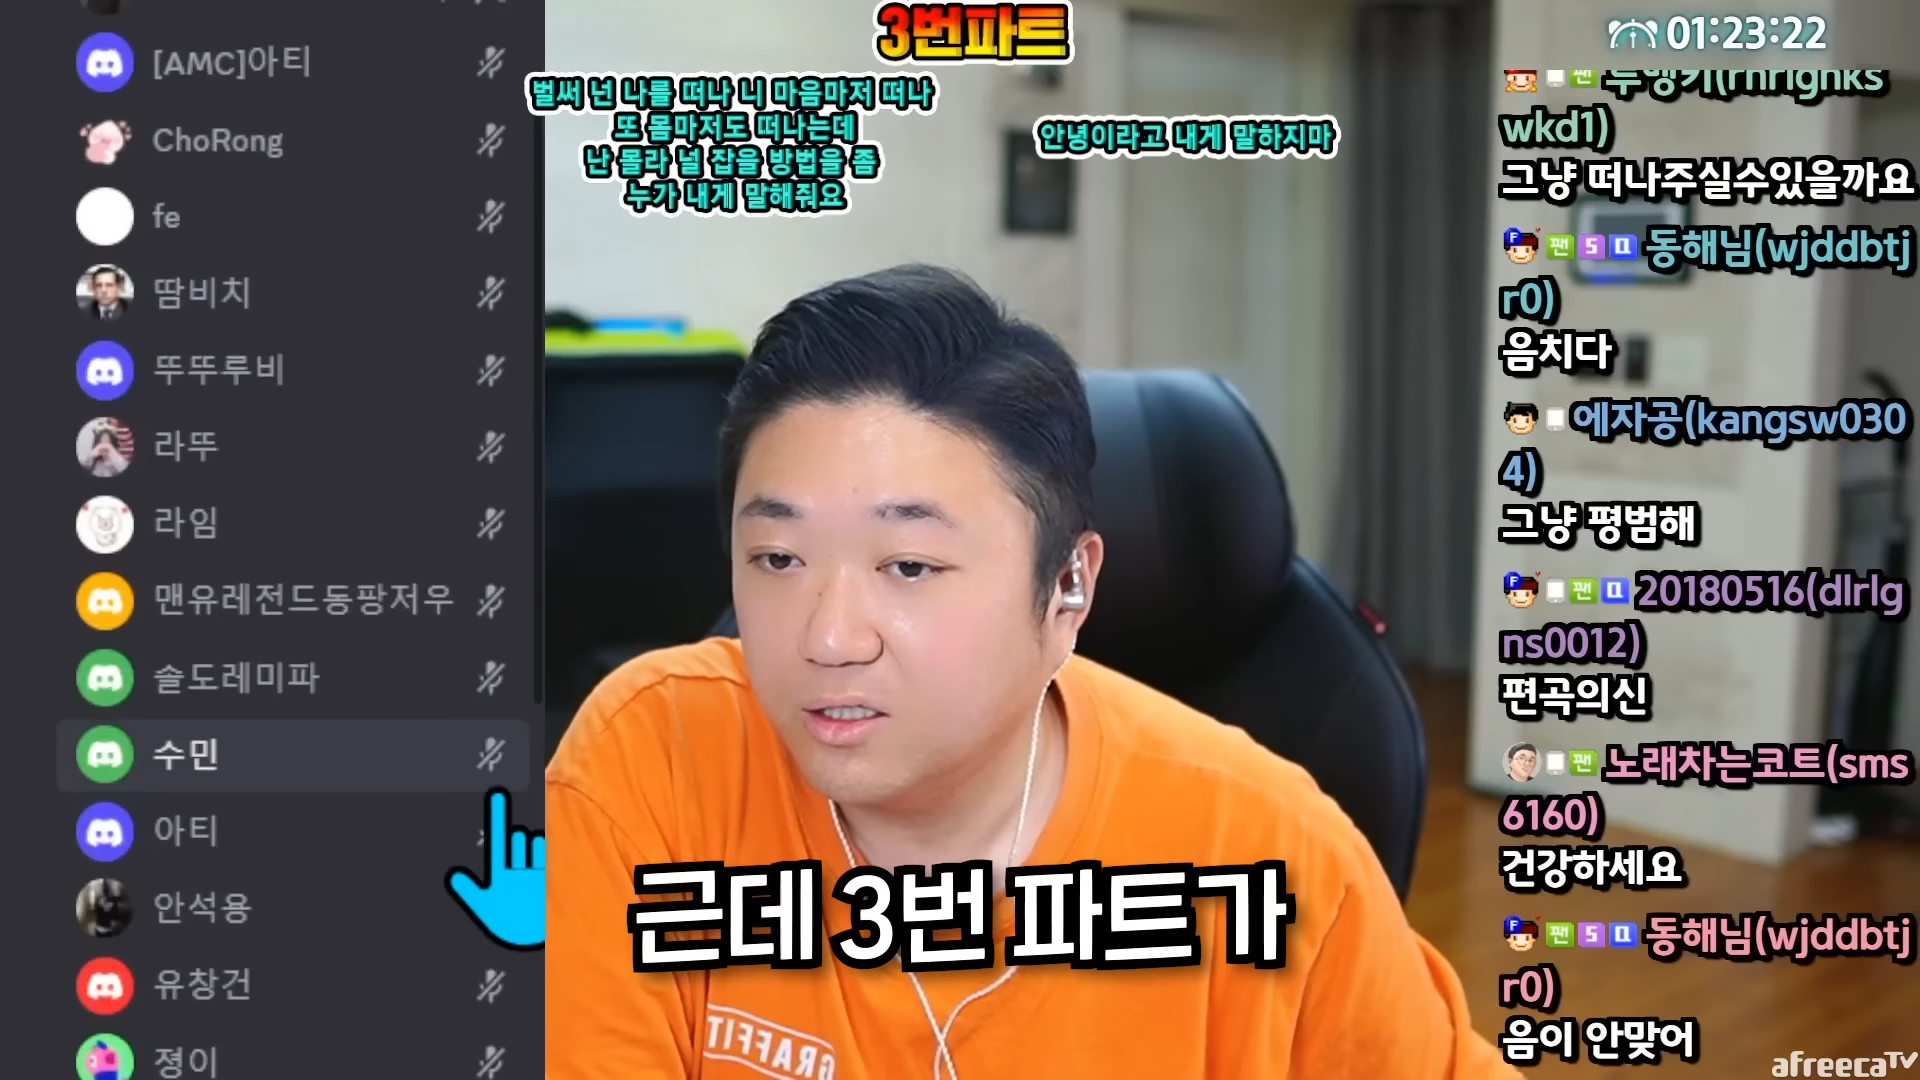 [AMC]아티
ChoRong
fe
땀비치
뚜뚜루비
라뚜
라임
맨유레전드동팡저우
솔도레미파
수민
아티
안석용
유창건
졍이
3번파트
벌써 넌 나를 떠나 니 마음마저 떠나
또 몸마저도 떠나는데
난 몰라 널 잡을 방법을 좀
누가 내게 말해줘요
안녕이라고 내게 말하지마
근데 3번 파트가
GRAFFIT
01:23:22
wkd1)
그냥 떠나주실수있을까요
팬 S 동해님(wjddbtj
r0)
음치다
에자공(kangsw030
4)
그냥 평범해
팬 20180516(dlrlg
ns0012)
편곡의신
팬 노래차는코트(sms
6160)
건강하세요
팬 S 동해님(wjddbtj
r0)
음이 안맞어
afreecaTV